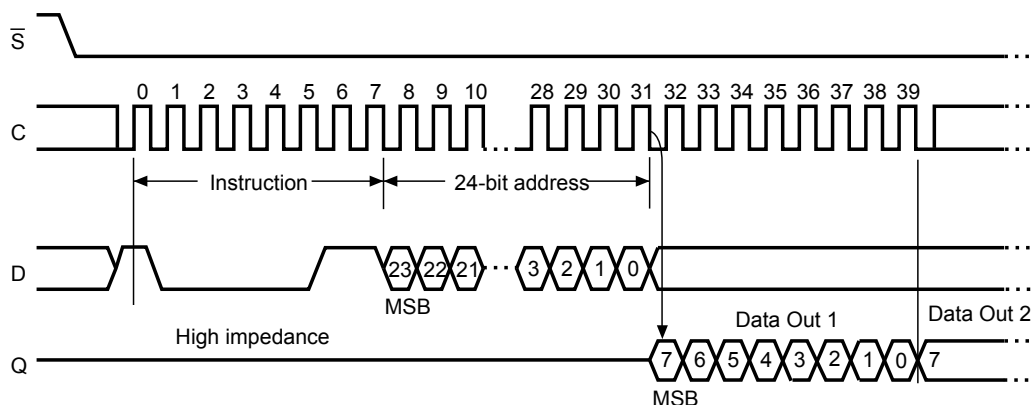 S
0 1 2 3 4 5 6 7 8 9 10 28 29 30 31 32 33 34 35 36 37 38 39
C
Instruction 24-bit address
D
23 22 21 3 2 1 0
MSB
High impedance Data Out 1 Data Out 2
Q
7 6 5 4 3 2 1 0 7
MSB